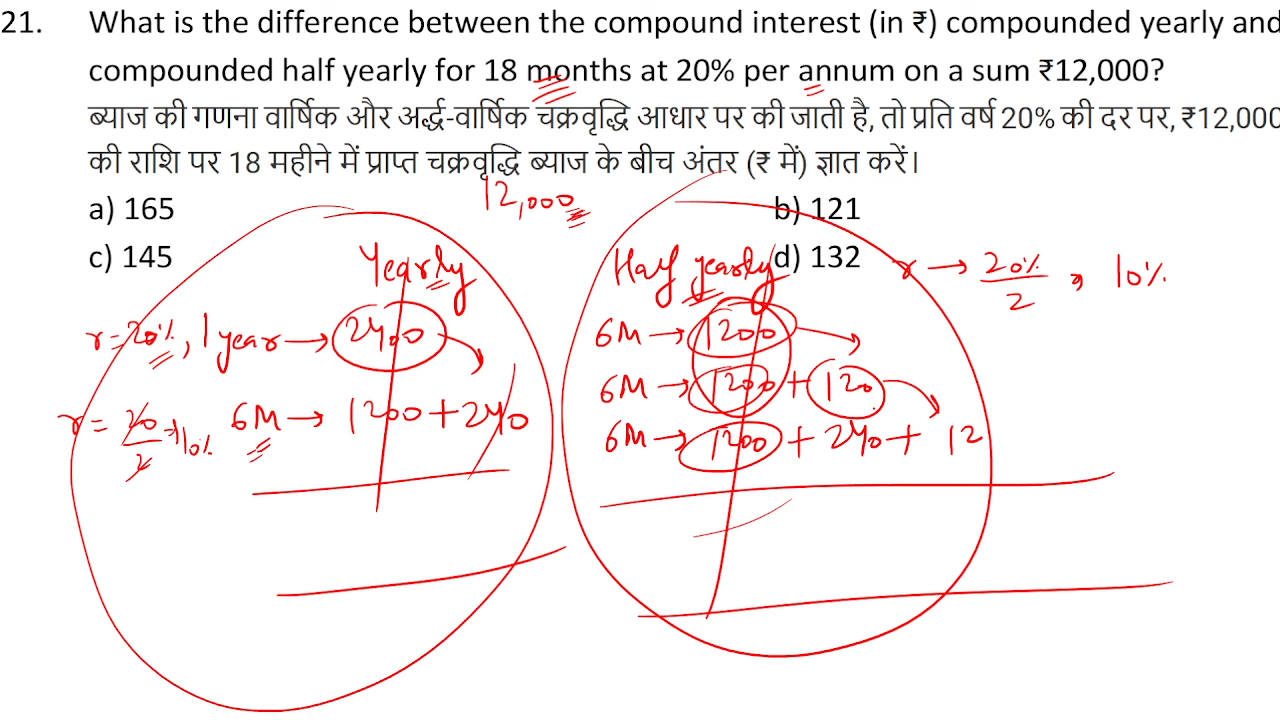 21. What is the difference between the compound interest (in ₹) compounded yearly and
compounded half yearly for 18 months at 20% per annum on a sum ₹12,000?
ब्याज की गणना वार्षिक और अर्द्ध-वार्षिक चक्रवृद्धि आधार पर की जाती है, तो प्रति वर्ष 20% की दर पर, ₹12,000
की राशि पर 18 महीने में प्राप्त चक्रवृद्धि ब्याज के बीच अंतर (₹ में) ज्ञात करें।
12,000
a) 165 b) 121
c) 145 d) 132
Yearly
r=20%, 1 year → 2400
r = 20/2 → 10% 6M → 1200 + 240
Half yearly r → 20%/2 , 10%
6M → 1200
6M → 1200 + 120
6M → 1200 + 240 + 12